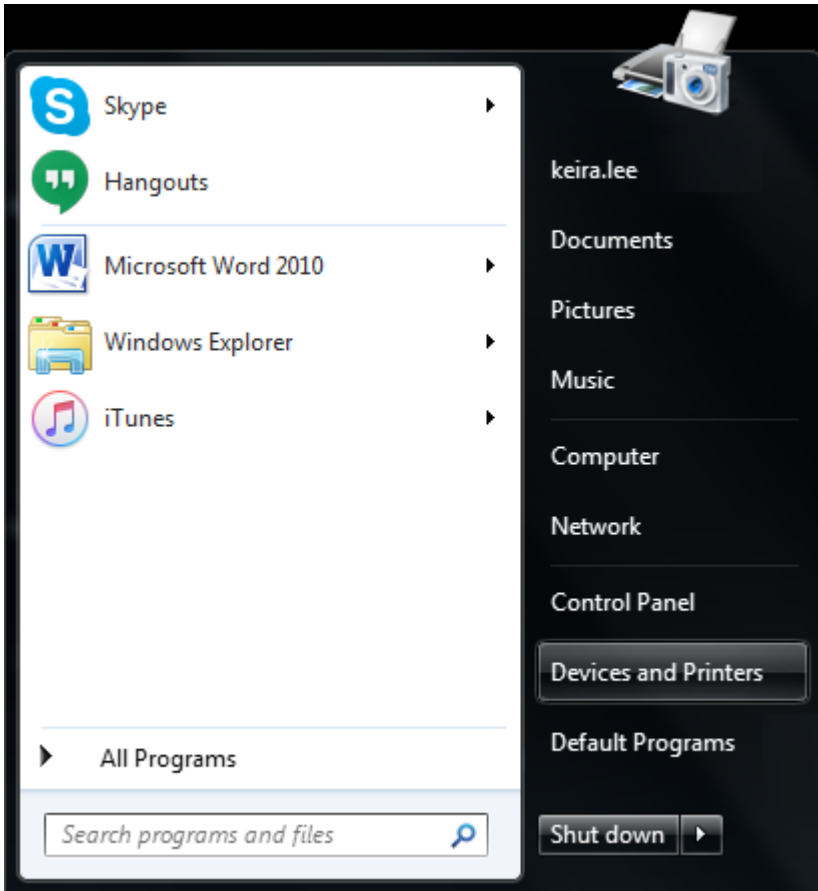 Skype
Hangouts
Microsoft Word 2010
Windows Explorer
iTunes
All Programs
Search programs and files
keira.lee
Documents
Pictures
Music
Computer
Network
Control Panel
Devices and Printers
Default Programs
Shut down